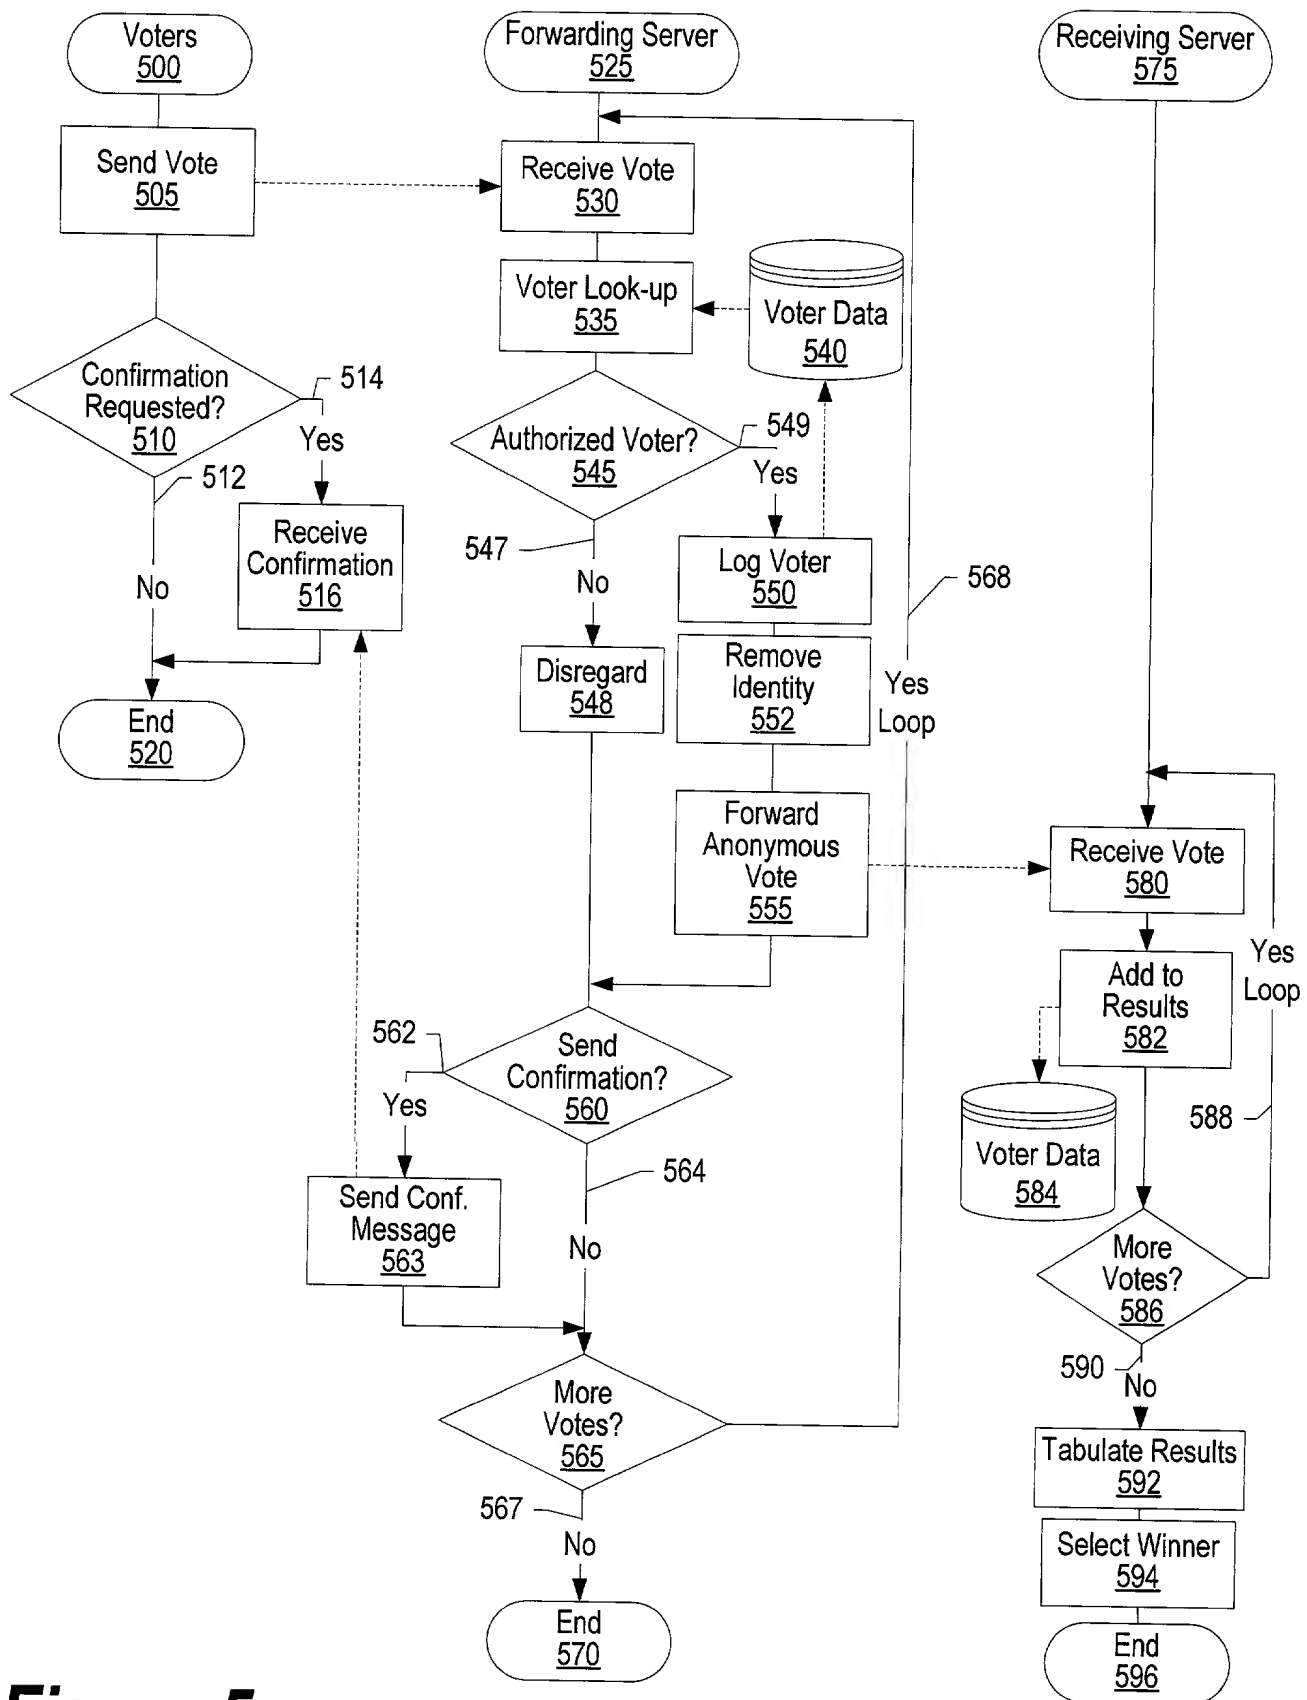 Voters
500
Send Vote
505
Confirmation
Requested?
510
514
Yes
512
No
Receive
Confirmation
516
End
520
Forwarding Server
525
Receive Vote
530
Voter Look-up
535
Voter Data
540
Authorized Voter?
545
549
Yes
547
No
Disregard
548
Log Voter
550
Remove
Identity
552
Forward
Anonymous
Vote
555
568
Yes
Loop
Send
Confirmation?
560
562
Yes
Send Conf.
Message
563
564
No
More
Votes?
565
567
No
End
570
Receiving Server
575
Receive Vote
580
Add to
Results
582
Voter Data
584
More
Votes?
586
588
Yes
Loop
590
No
Tabulate Results
592
Select Winner
594
End
596
Figure 5